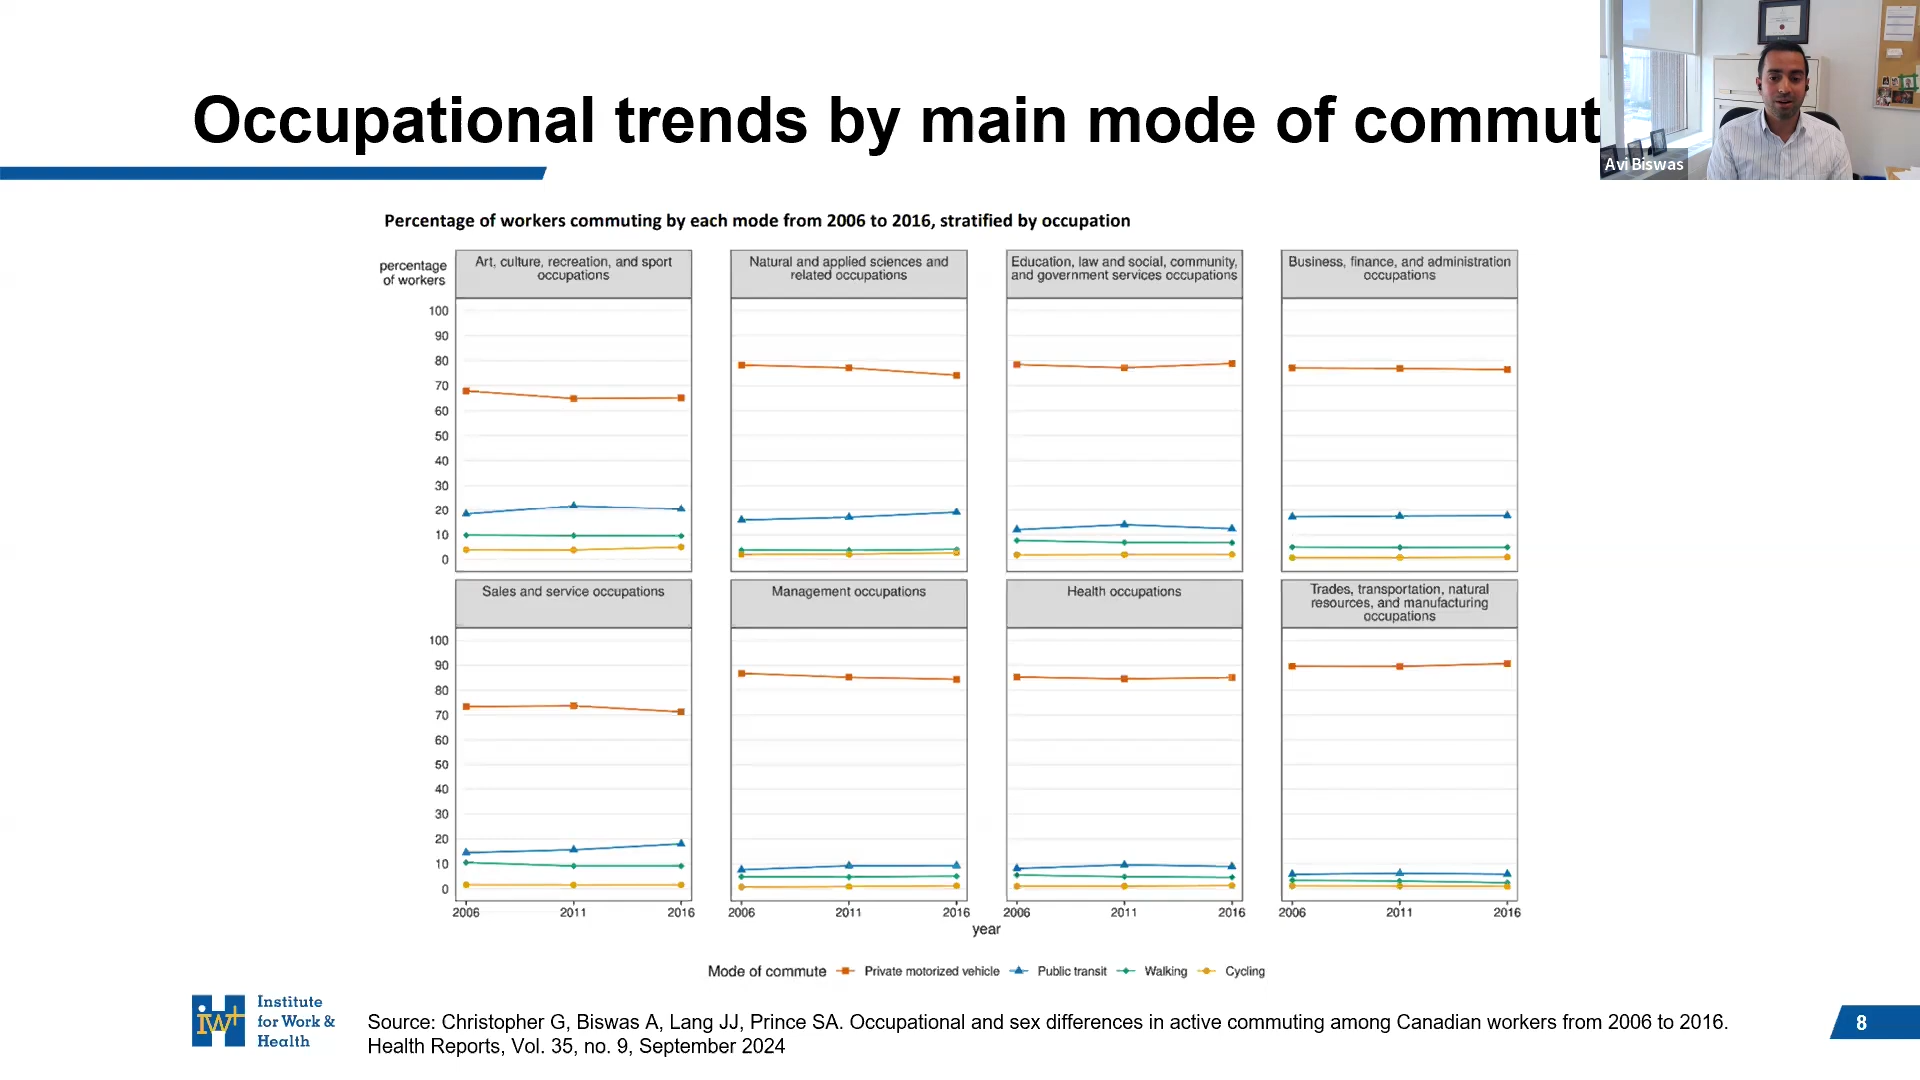 Occupational trends by main mode of commut
Avi Biswas
Percentage of workers commuting by each mode from 2006 to 2016, stratified by occupation
percentage
of workers
Art, culture, recreation, and sport
occupations
Natural and applied sciences and
related occupations
Education, law and social, community,
and government services occupations
Business, finance, and administration
occupations
100
90
80
70
60
50
40
30
20
10
0
Sales and service occupations
Management occupations
Health occupations
Trades, transportation, natural
resources, and manufacturing
occupations
100
90
80
70
60
50
40
30
20
10
0
2006 2011 2016
2006 2011 2016
2006 2011 2016
2006 2011 2016
year
Mode of commute Private motorized vehicle Public transit Walking Cycling
iw+
Institute
for Work &
Health
Source: Christopher G, Biswas A, Lang JJ, Prince SA. Occupational and sex differences in active commuting among Canadian workers from 2006 to 2016.
Health Reports, Vol. 35, no. 9, September 2024
8